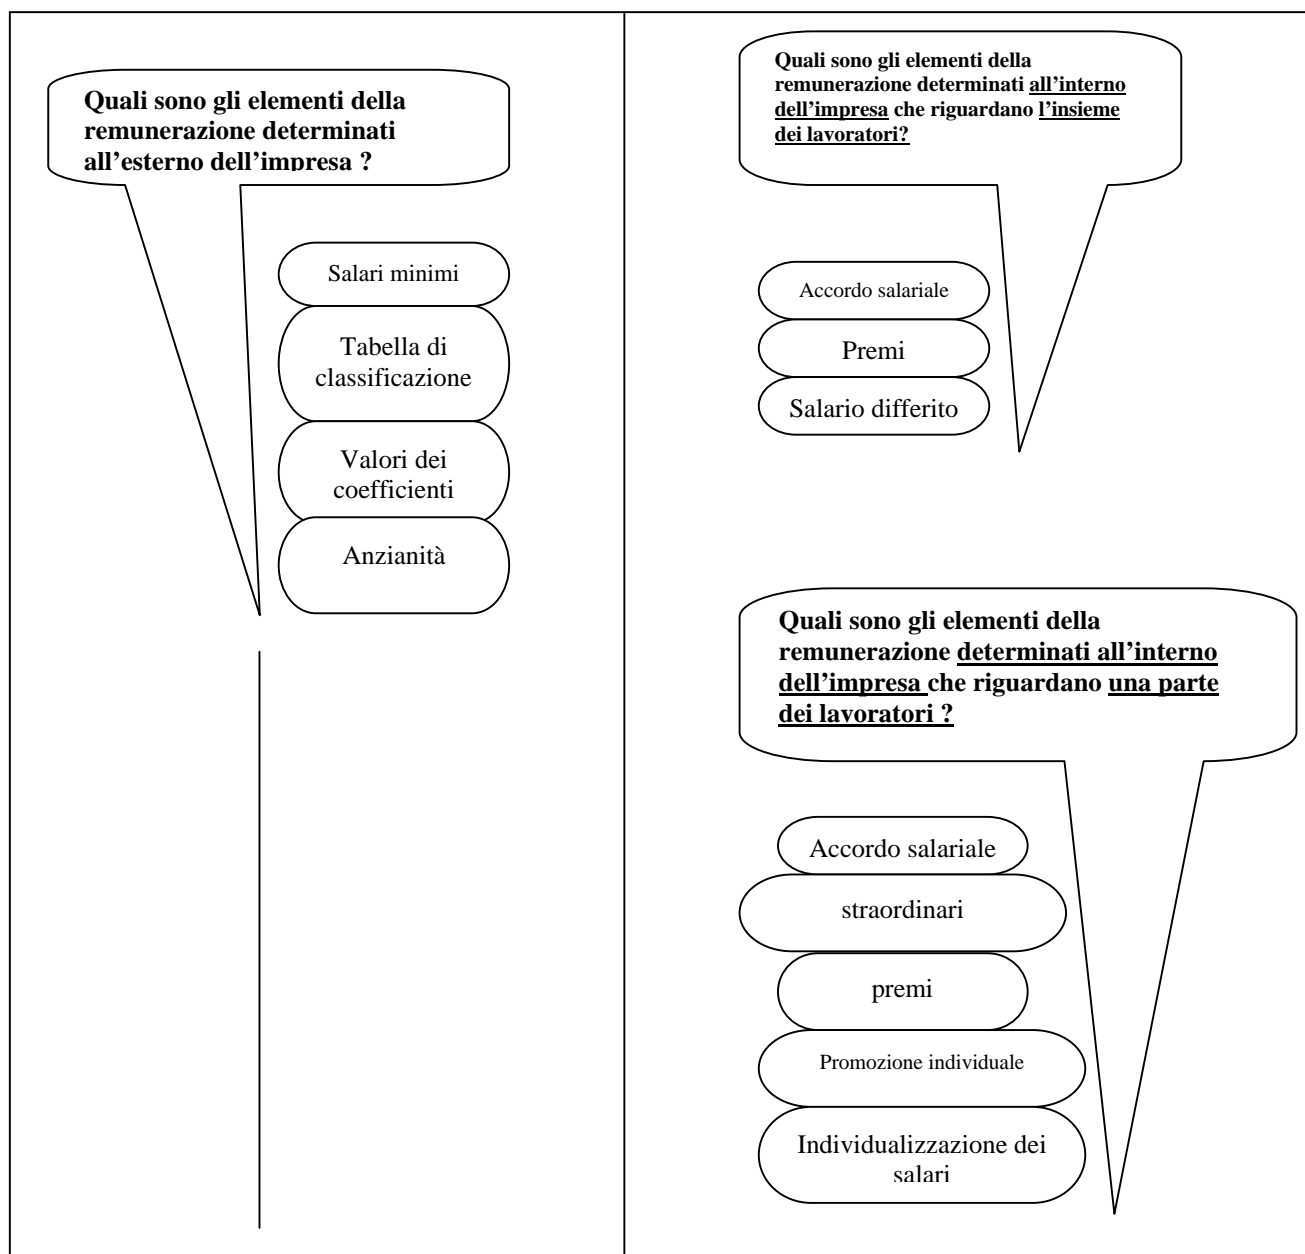 Quali sono gli elementi della
remunerazione determinati
all’esterno dell’impresa ?
Salari minimi
Tabella di
classificazione
Valori dei
coefficienti
Anzianità
Quali sono gli elementi della
remunerazione determinati all’interno
dell’impresa che riguardano l’insieme
dei lavoratori?
Accordo salariale
Premi
Salario differito
Quali sono gli elementi della
remunerazione determinati all’interno
dell’impresa che riguardano una parte
dei lavoratori ?
Accordo salariale
straordinari
premi
Promozione individuale
Individualizzazione dei
salari